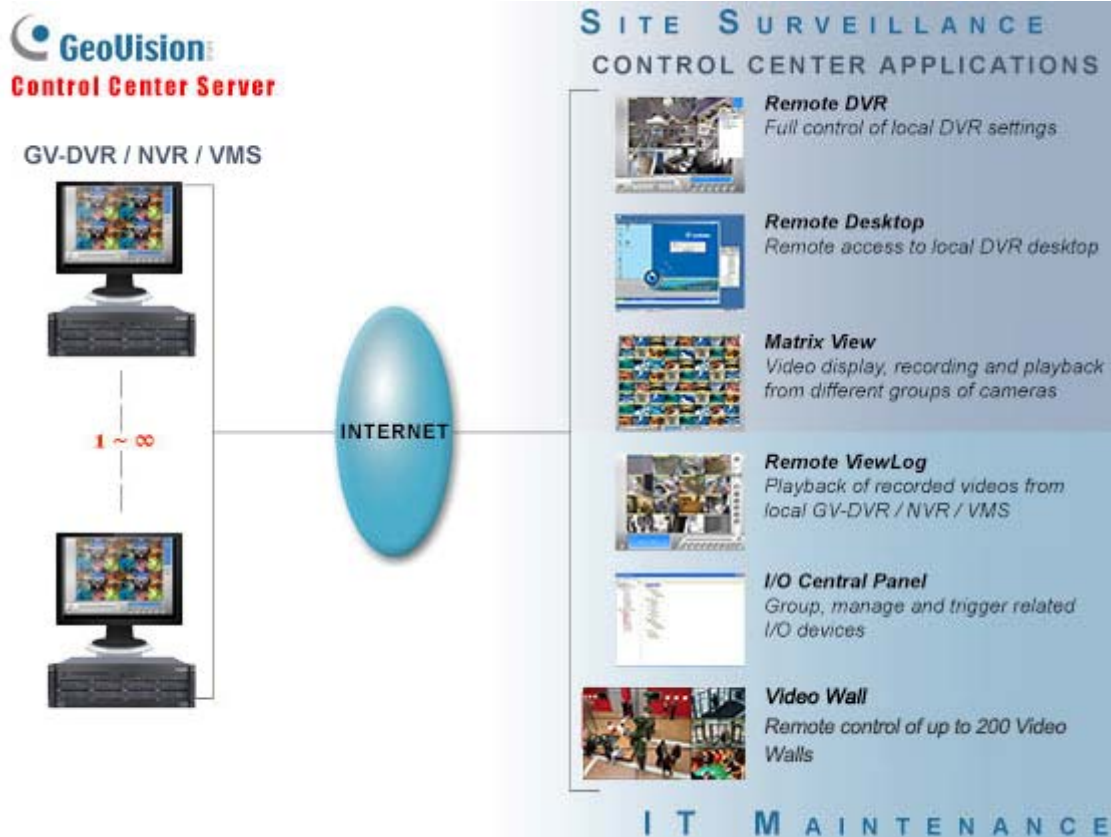 GeoVision
Control Center Server
GV-DVR / NVR / VMS
1 ~ ∞
INTERNET
SITE SURVEILLANCE
CONTROL CENTER APPLICATIONS
Remote DVR
Full control of local DVR settings
Remote Desktop
Remote access to local DVR desktop
Matrix View
Video display, recording and playback
from different groups of cameras
Remote ViewLog
Playback of recorded videos from
local GV-DVR / NVR / VMS
I/O Central Panel
Group, manage and trigger related
I/O devices
Video Wall
Remote control of up to 200 Video
Walls
IT MAINTENANCE